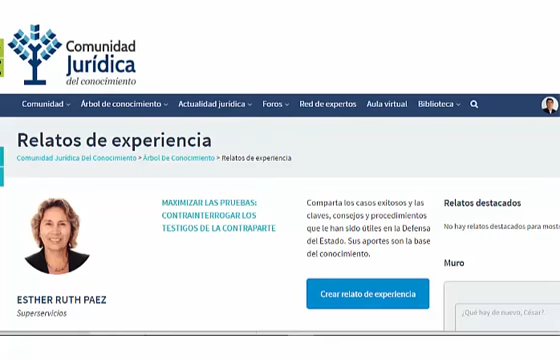 Comunidad
Jurídica
del conocimiento
Comunidad Árbol de conocimiento Actualidad jurídica Foros Red de expertos Aula virtual Biblioteca
Relatos de experiencia
Comunidad Jurídica Del Conocimiento > Árbol De Conocimiento > Relatos de experiencia
MAXIMIZAR LAS PRUEBAS:
CONTRAINTERROGAR LOS
TESTIGOS DE LA CONTRAPARTE
ESTHER RUTH PAEZ
Superservicios
Comparta los casos exitosos y las
claves, consejos y procedimientos
que le han sido útiles en la Defensa
del Estado. Sus aportes son la base
del conocimiento.
Crear relato de experiencia
Relatos destacados
No hay relatos destacados para most
Muro
¿Qué hay de nuevo, César?